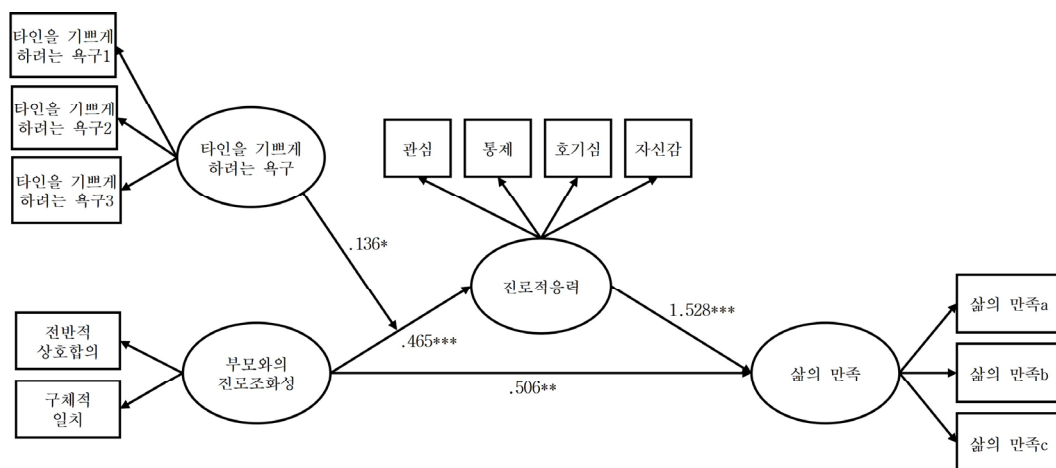 타인을 기쁘게
하려는 욕구1
타인을 기쁘게
하려는 욕구2
타인을 기쁘게
하려는 욕구3
타인을 기쁘게
하려는 욕구
관심
통제
호기심
자신감
.136*
진로적응력
.465***
1.528***
전반적
상호합의
구체적
일치
부모와의
진로조화성
.506**
삶의 만족
삶의 만족a
삶의 만족b
삶의 만족c